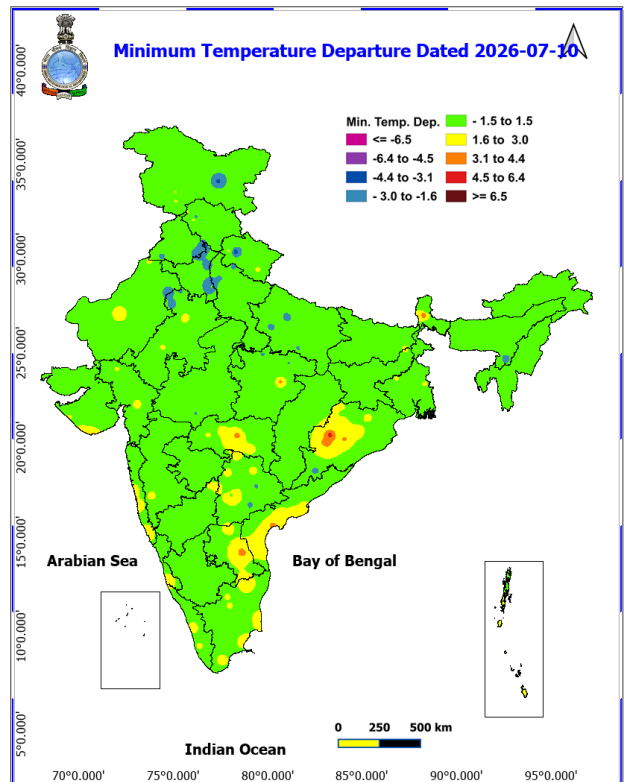 Minimum Temperature Departure Dated 2026-07-10
40°0.000'
35°0.000'
30°0.000'
25°0.000'
20°0.000'
15°0.000'
10°0.000'
5°0.000'
Min. Temp. Dep.
<= -6.5
-6.4 to -4.5
-4.4 to -3.1
- 3.0 to -1.6
- 1.5 to 1.5
1.6 to 3.0
3.1 to 4.4
4.5 to 6.4
>= 6.5
Arabian Sea
Bay of Bengal
Indian Ocean
0 250 500 km
70°0.000' 75°0.000' 80°0.000' 85°0.000' 90°0.000' 95°0.000'